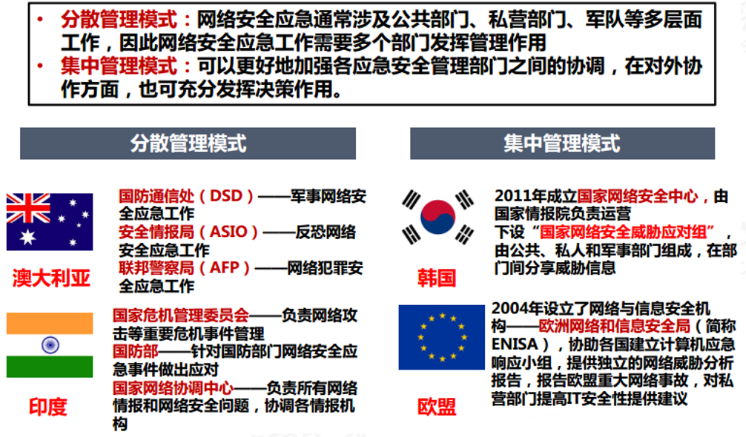 • 分散管理模式：网络安全应急通常涉及公共部门、私营部门、军队等多层面
工作，因此网络安全应急工作需要多个部门发挥管理作用
• 集中管理模式：可以更好地加强各应急安全管理部门之间的协调，在对外协
作方面，也可充分发挥决策作用。
分散管理模式
国防通信处（DSD）——军事网络安
全应急工作
安全情报局（ASIO）——反恐网络
安全应急工作
联邦警察局（AFP）——网络犯罪安
全应急工作
澳大利亚
国家危机管理委员会——负责网络攻
击等重要危机事件管理
国防部——针对国防部门网络安全应
急事件做出应对
国家网络协调中心——负责所有网络
情报和网络安全问题，协调各情报机
构
印度
集中管理模式
2011年成立国家网络安全中心，由
国家情报院负责运营
下设“国家网络安全威胁应对组”，
由公共、私人和军事部门组成，在部
门间分享威胁信息
韩国
2004年设立了网络与信息安全机
构——欧洲网络和信息安全局（简称
ENISA），协助各国建立计算机应急
响应小组，提供独立的网络威胁分析
报告，报告欧盟重大网络事故，对私
营部门提高IT安全性提供建议
欧盟